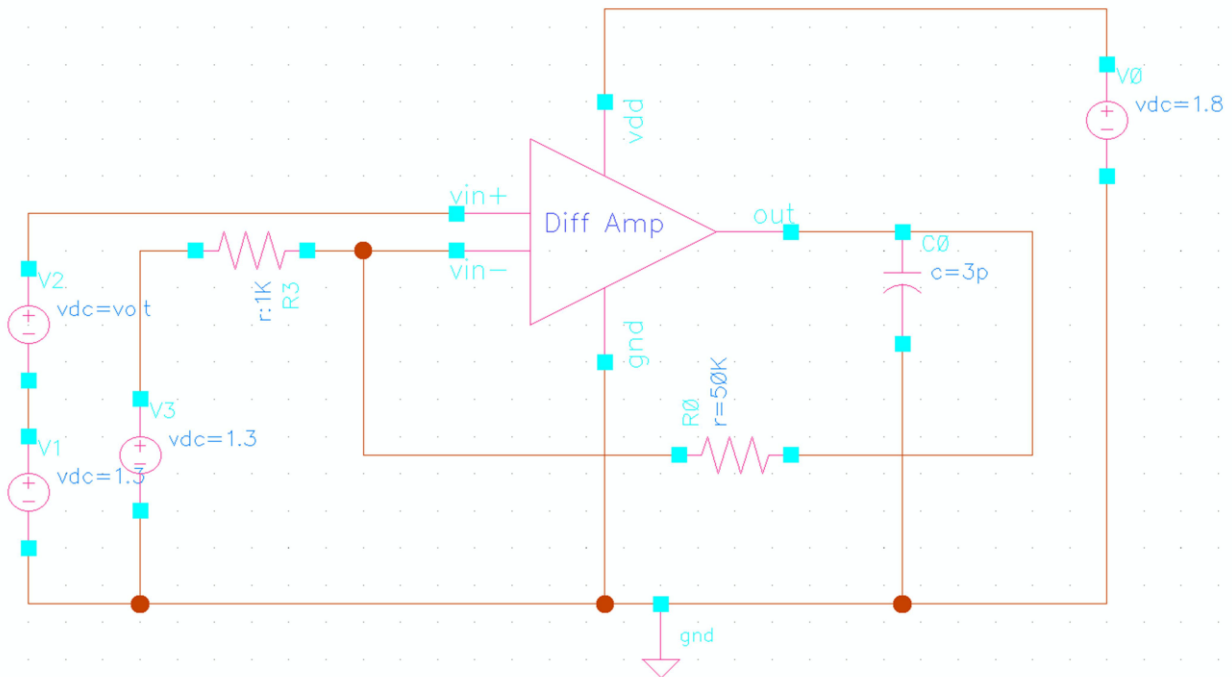 V0
vdc=1.8
vdd
vin+
Diff Amp
out
vin-
C0
c=3p
V2
vdc=volt
r:1K
R3
gnd
R0
r=50K
V3
vdc=1.3
V1
vdc=1.3
gnd